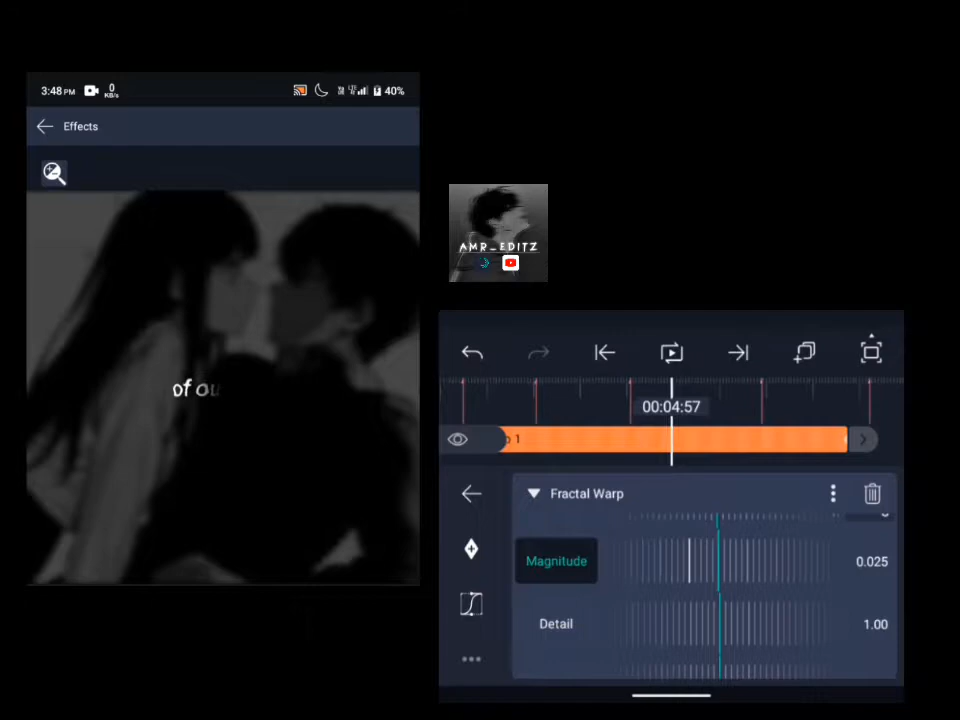 3:48 PM 0 KB/s 40%
Effects
of ou
AMR_EDITZ
00:04:57
1
Fractal Warp
Magnitude 0.025
Detail 1.00